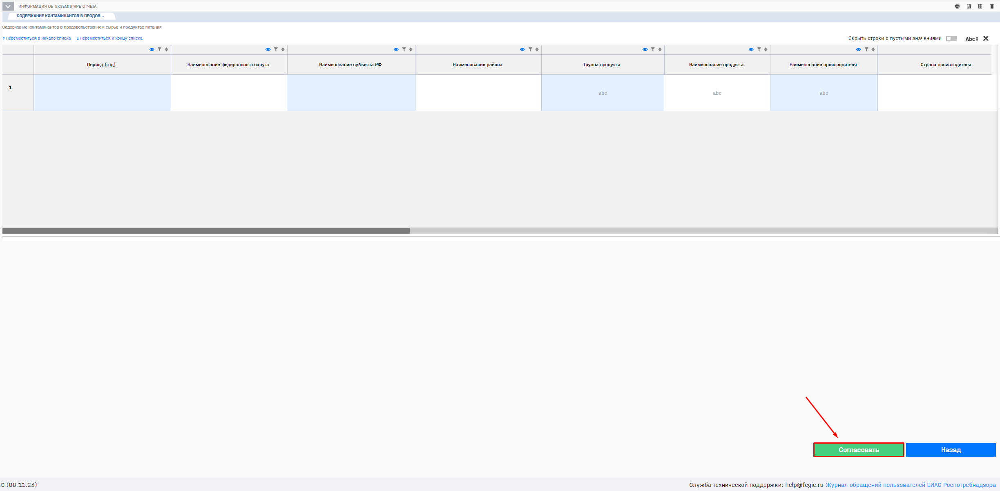 ИНФОРМАЦИЯ ОБ ЭКЗЕМПЛЯРЕ ОТЧЕТА
СОДЕРЖАНИЕ КОНТАМИНАНТОВ В ПРОДОВ...
Содержание контаминантов в продовольственном сырье и продуктах питания
Переместиться в начало списка Переместиться к концу списка Скрыть строки с пустыми значениями Abc
Период (год) Наименование федерального округа Наименование субъекта РФ Наименование района Группа продукта Наименование продукта Наименование производителя Страна производителя
1 abc abc abc
Согласовать Назад
.0 (08.11.23) Служба технической поддержки: help@fcgie.ru Журнал обращений пользователей ЕИАС Роспотребнадзора